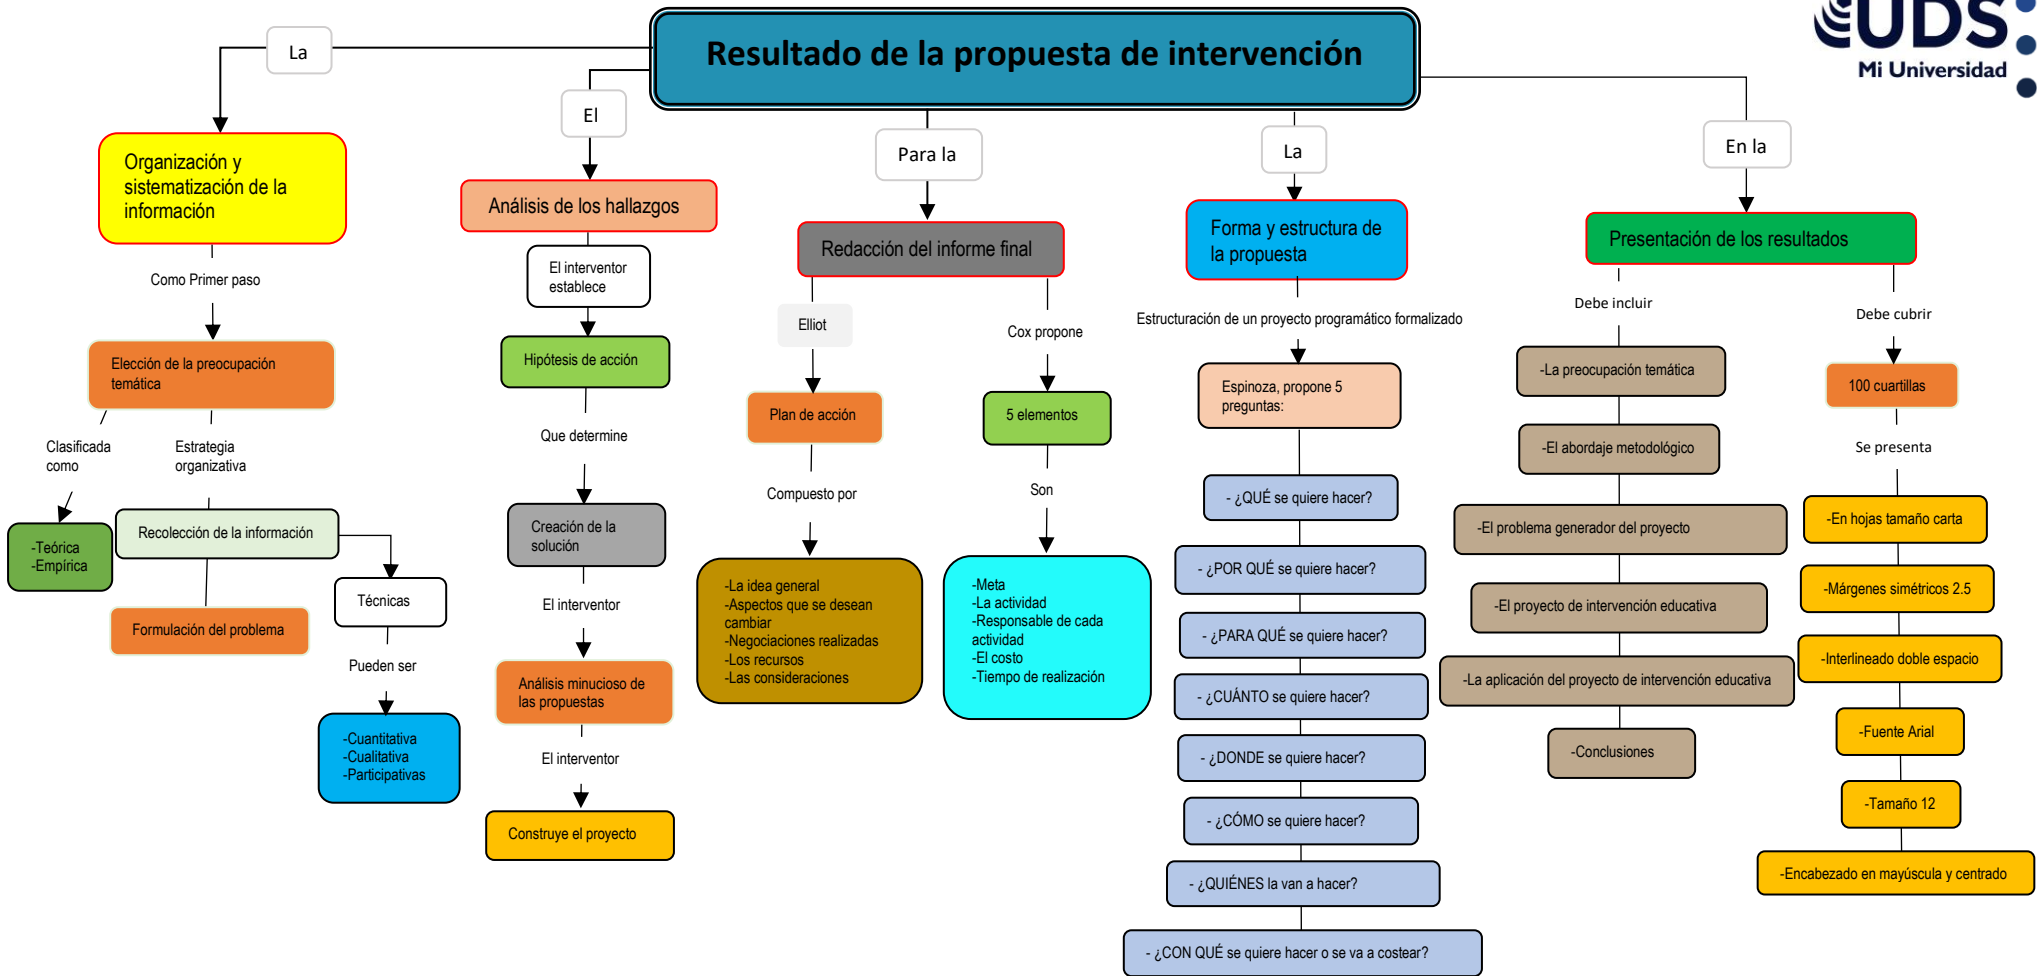 Resultado de la propuesta de intervención
UDS
Mi Universidad
La
Organización y
sistematización de la
información
Como Primer paso
Elección de la preocupación
temática
Clasificada
como
-Teórica
-Empírica
Estrategia
organizativa
Recolección de la información
Formulación del problema
Técnicas
Pueden ser
-Cuantitativa
-Cualitativa
-Participativas
El
Análisis de los hallazgos
El interventor
establece
Hipótesis de acción
Que determine
Creación de la
solución
El interventor
Análisis minucioso de
las propuestas
El interventor
Construye el proyecto
Para la
Redacción del informe final
Elliot
Plan de acción
Compuesto por
-La idea general
-Aspectos que se desean
cambiar
-Negociaciones realizadas
-Los recursos
-Las consideraciones
Cox propone
5 elementos
Son
-Meta
-La actividad
-Responsable de cada
actividad
-El costo
-Tiempo de realización
La
Forma y estructura de
la propuesta
Estructuración de un proyecto programático formalizado
Espinoza, propone 5
preguntas:
- ¿QUÉ se quiere hacer?
- ¿POR QUÉ se quiere hacer?
- ¿PARA QUÉ se quiere hacer?
- ¿CUÁNTO se quiere hacer?
- ¿DONDE se quiere hacer?
- ¿CÓMO se quiere hacer?
- ¿QUIÉNES la van a hacer?
- ¿CON QUÉ se quiere hacer o se va a costear?
En la
Presentación de los resultados
Debe incluir
-La preocupación temática
-El abordaje metodológico
-El problema generador del proyecto
-El proyecto de intervención educativa
-La aplicación del proyecto de intervención educativa
-Conclusiones
Debe cubrir
100 cuartillas
Se presenta
-En hojas tamaño carta
-Márgenes simétricos 2.5
-Interlineado doble espacio
-Fuente Arial
-Tamaño 12
-Encabezado en mayúscula y centrado